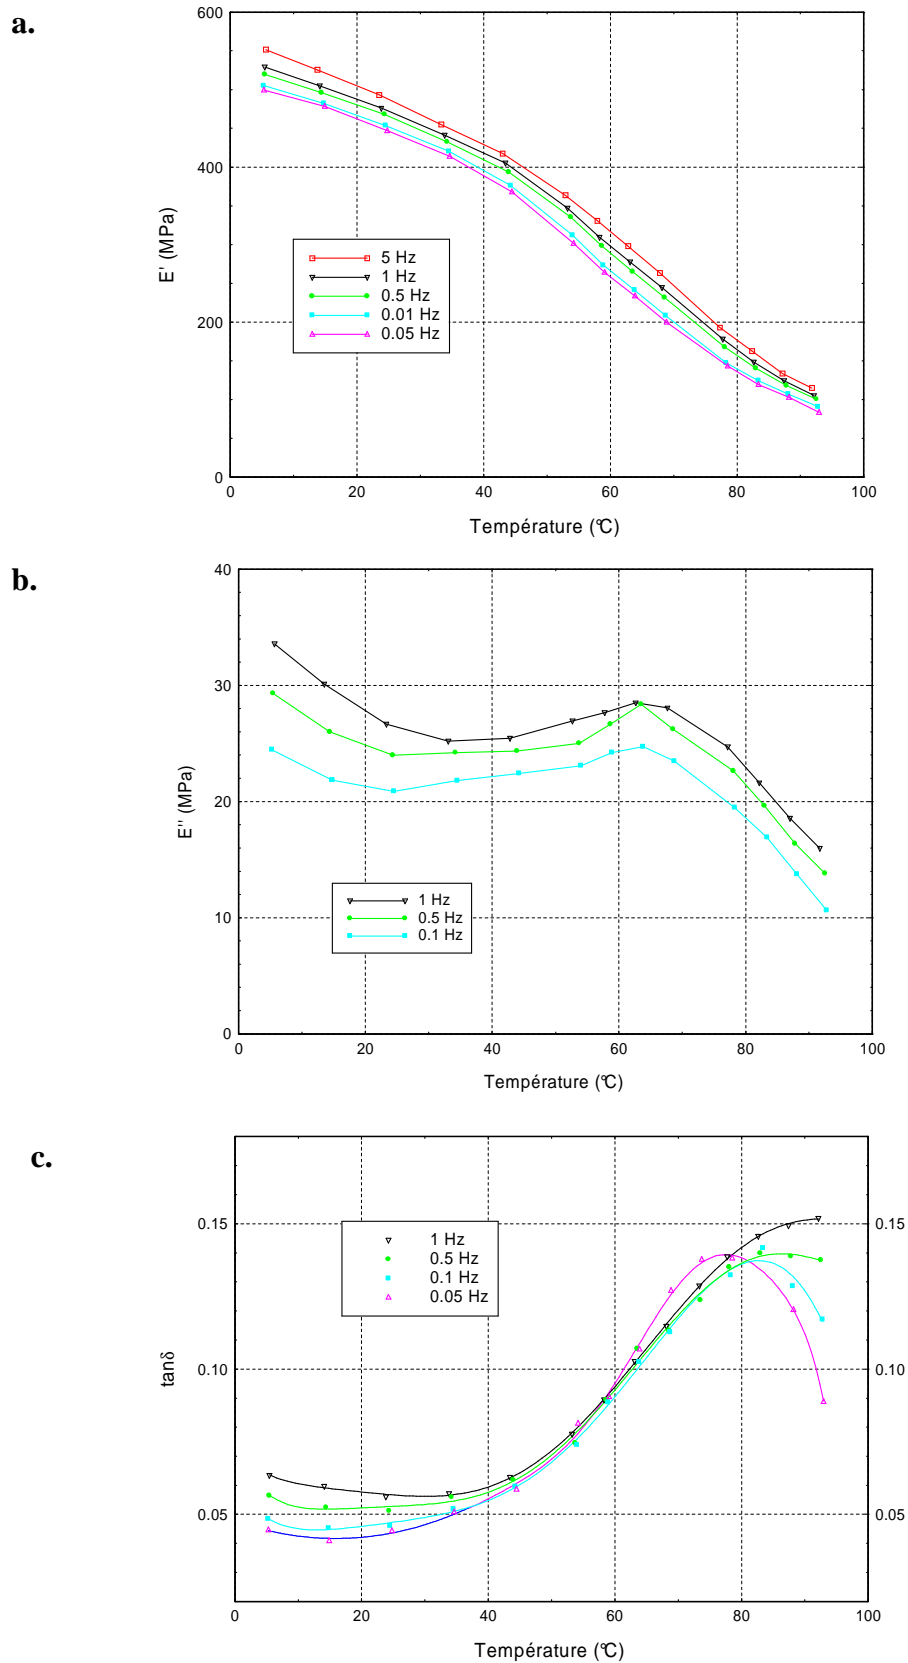 a.
600
400
200
0
E' (MPa)
5 Hz
1 Hz
0.5 Hz
0.01 Hz
0.05 Hz
0 20 40 60 80 100
Température (°C)
b.
40
30
20
10
0
E'' (MPa)
1 Hz
0.5 Hz
0.1 Hz
0 20 40 60 80 100
Température (°C)
c.
0.15 0.15
0.10 0.10
0.05 0.05
tanδ
1 Hz
0.5 Hz
0.1 Hz
0.05 Hz
0 20 40 60 80 100
Température (°C)